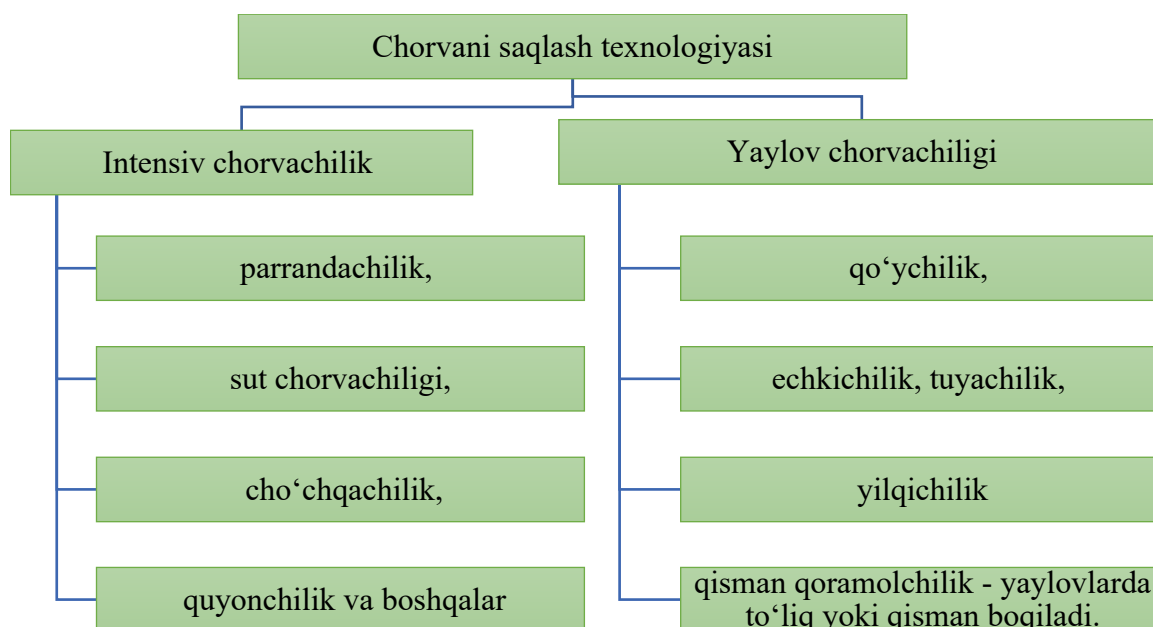 Chorvani saqlash texnologiyasi
Intensiv chorvachilik
parrandachilik,
sut chorvachiligi,
cho‘chqachilik,
quyonchilik va boshqalar
Yaylov chorvachiligi
qo‘ychilik,
echkichilik, tuyachilik,
yilqichilik
qisman qoramolchilik - yaylovlarda
to‘liq yoki qisman boqiladi.